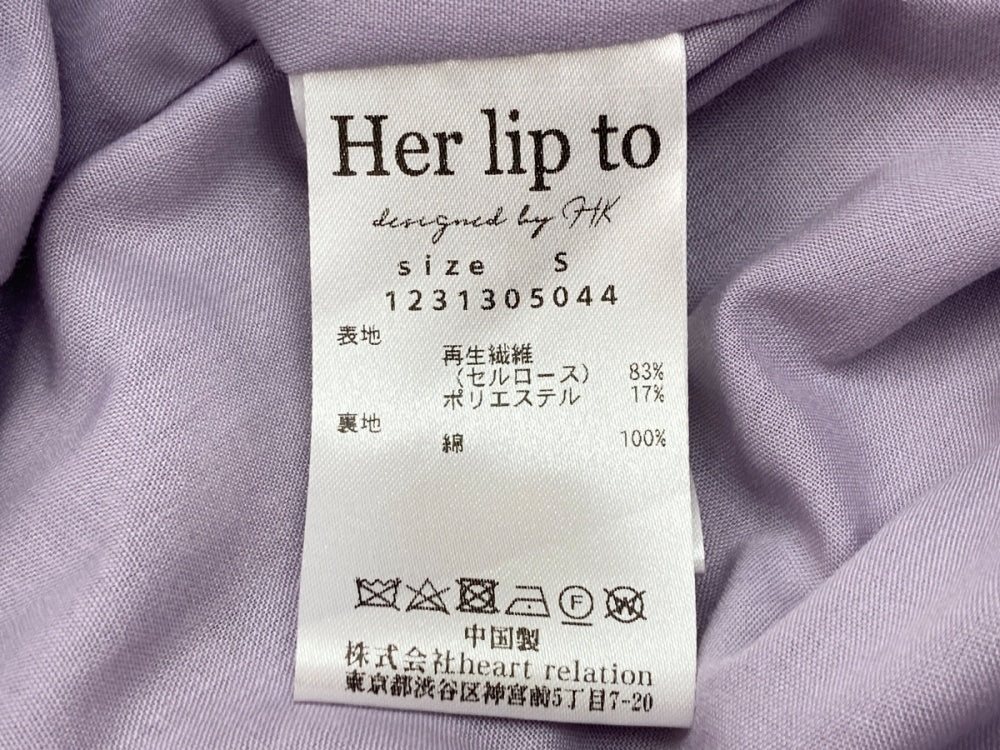 Her lip to
designed by HK
size S
1231305044
表地
再生繊維
（セルロース） 83%
ポリエステル 17%
裏地
綿 100%
F
W
中国製
株式会社heart relation
東京都渋谷区神宮前5丁目7-20